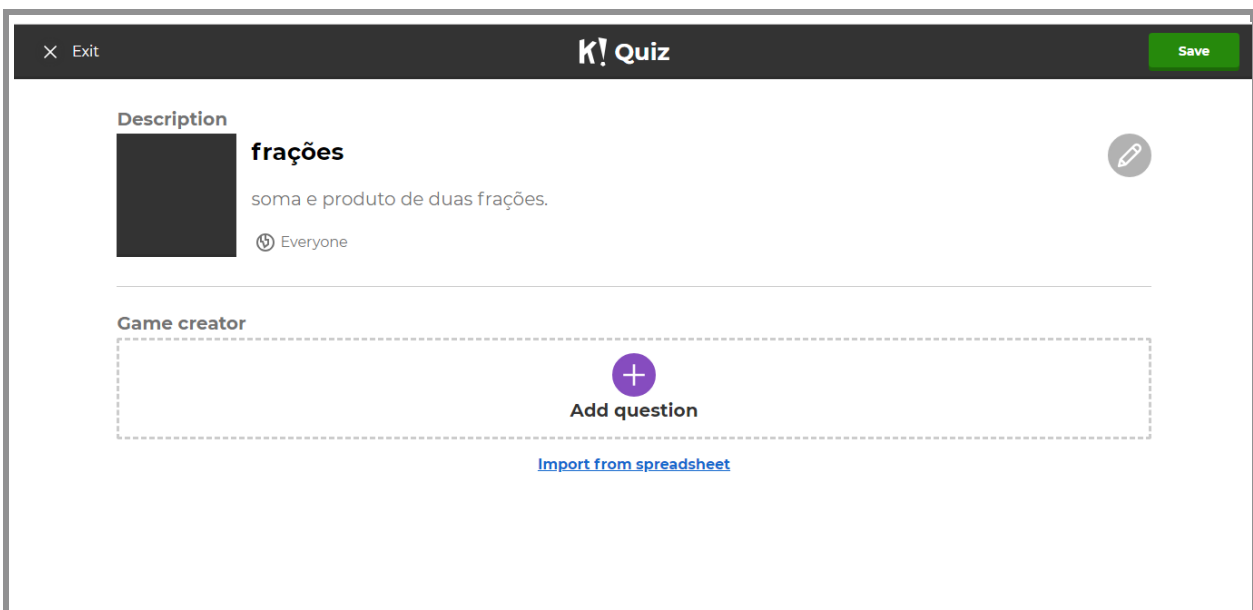 Exit
K! Quiz
Save
Description
frações
soma e produto de duas frações.
Everyone
Game creator
Add question
Import from spreadsheet